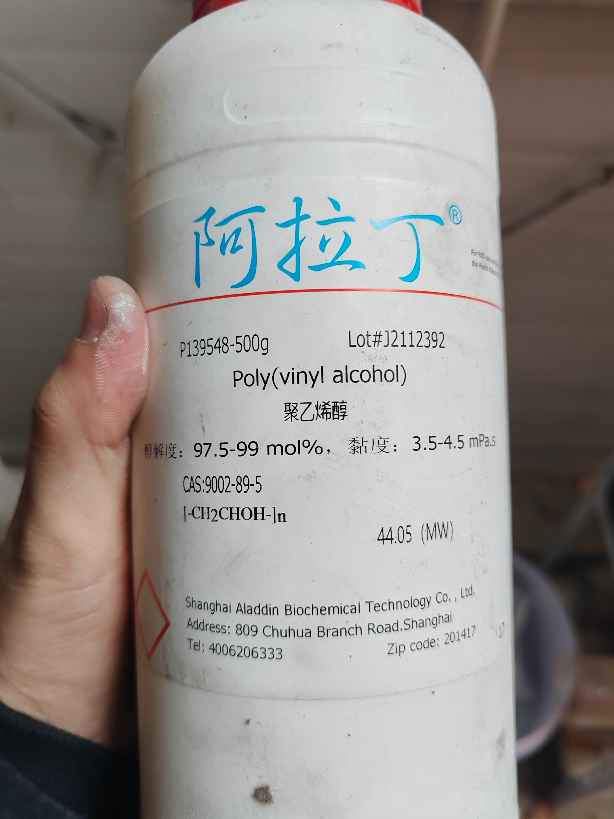 阿拉丁®
P139548-500g Lot#J2112392
Poly(vinyl alcohol)
聚乙烯醇
醇解度：97.5-99 mol%，黏度：3.5-4.5 mPa.s
CAS:9002-89-5
[-CH2CHOH-]n
44.05 (MW)
Shanghai Aladdin Biochemical Technology Co., Ltd.
Address: 809 Chuhua Branch Road.Shanghai
Tel: 4006206333 Zip code: 201417